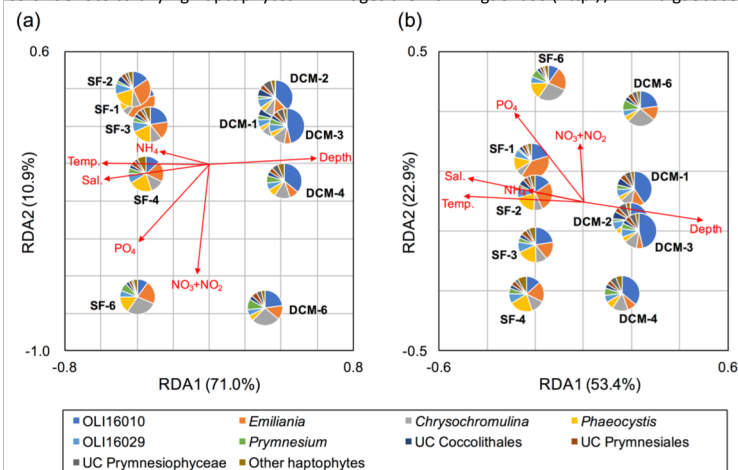 (a)
(b)
0.6
-1.0
-0.8
0.8
RDA2 (10.9%)
RDA1 (71.0%)
SF-2
SF-1
SF-3
SF-4
SF-6
DCM-2
DCM-1
DCM-3
DCM-4
DCM-6
NH4
Temp.
Sal.
Depth
PO4
NO3+NO2
0.5
-0.5
-0.6
0.6
RDA2 (22.9%)
RDA1 (53.4%)
SF-6
DCM-6
PO4
NO3+NO2
SF-1
Sal.
NH4
Temp.
SF-2
DCM-1
DCM-2
Depth
DCM-3
SF-3
SF-4
DCM-4
OLI16010 Emiliania Chrysochromulina Phaeocystis
OLI16029 Prymnesium UC Coccolithales UC Prymnesiales
UC Prymnesiophyceae Other haptophytes